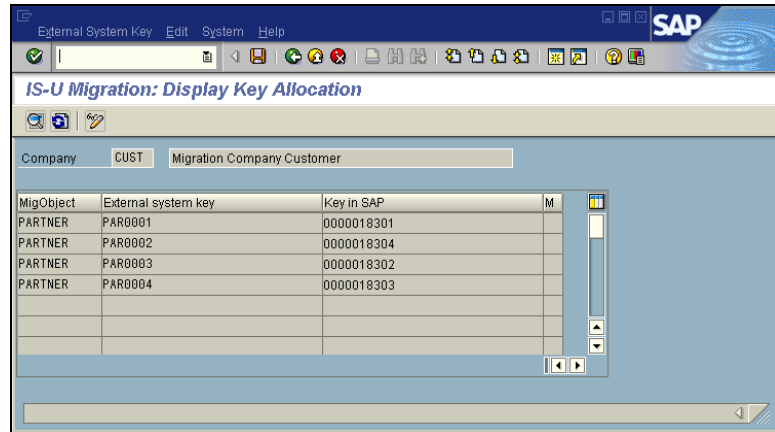 External System Key Edit System Help
SAP
IS-U Migration: Display Key Allocation
Company CUST Migration Company Customer
MigObject External system key Key in SAP M
PARTNER PAR0001 0000018301
PARTNER PAR0002 0000018304
PARTNER PAR0003 0000018302
PARTNER PAR0004 0000018303